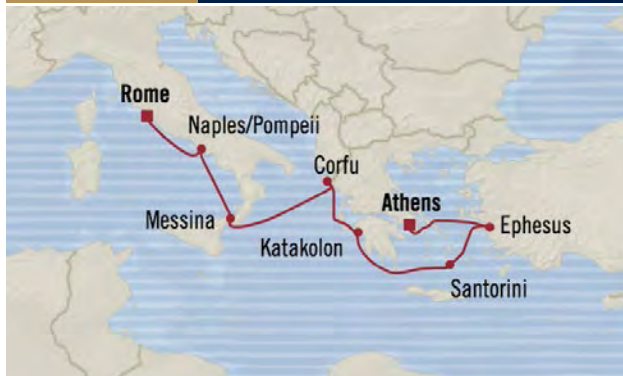 Rome
Naples/Pompeii
Corfu
Athens
Messina
Ephesus
Katakolon
Santorini